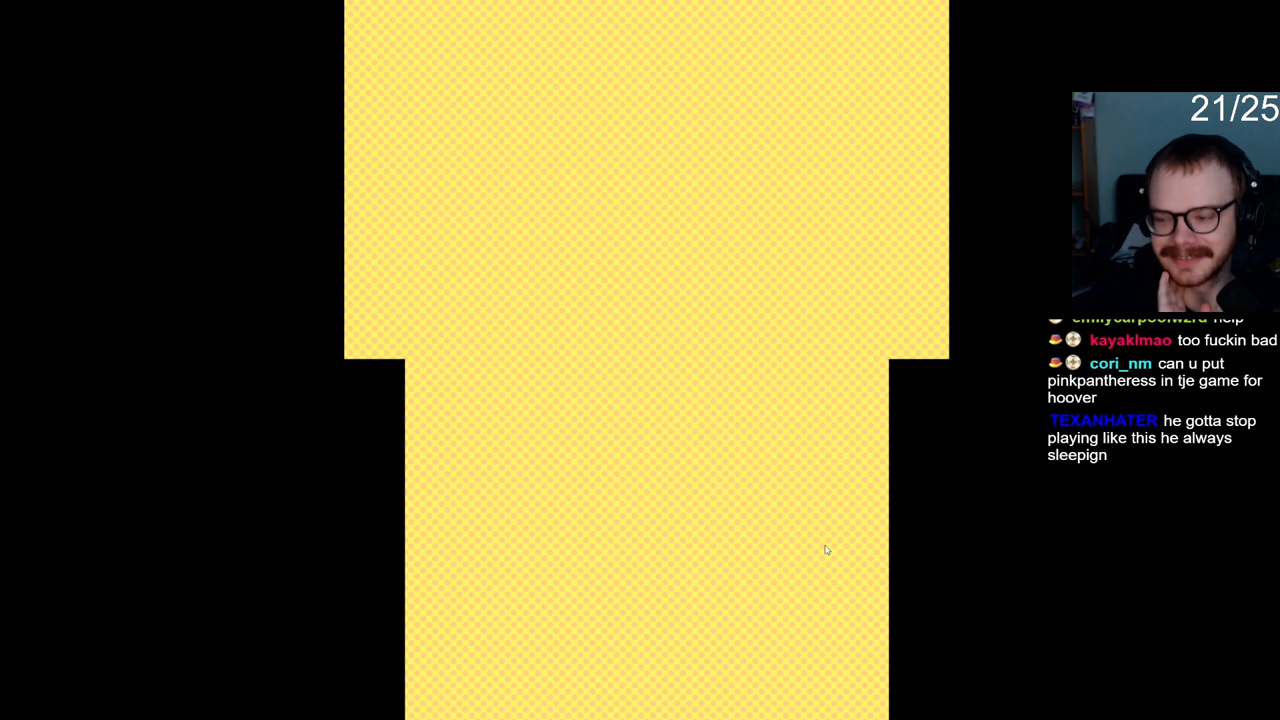 21/25
help
kayaklmao too fuckin bad
cori_nm can u put
pinkpantheress in tje game for
hoover
TEXANHATER he gotta stop
playing like this he always
sleepign